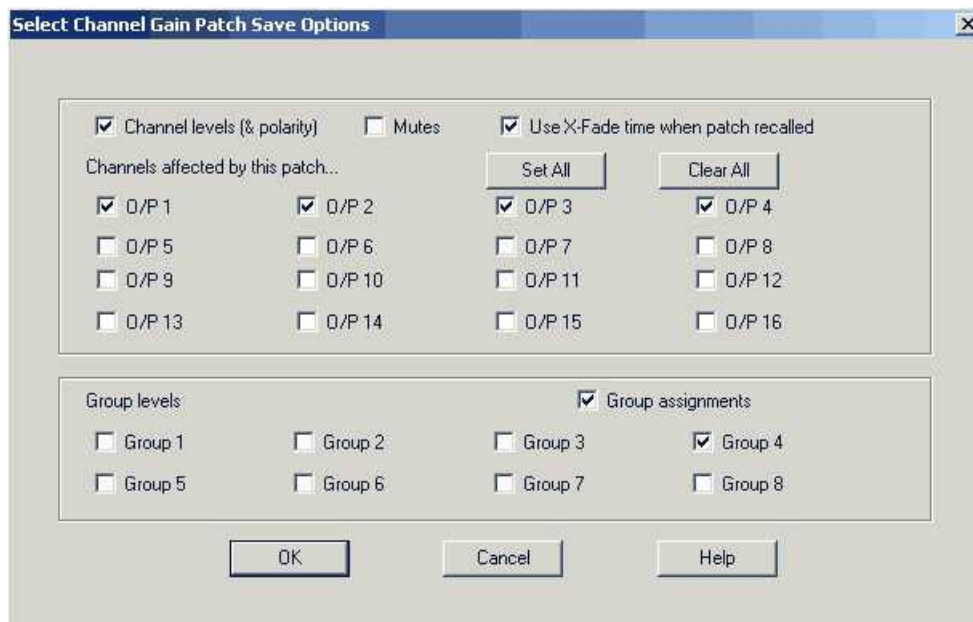 Select Channel Gain Patch Save Options
Channel levels (& polarity) Mutes Use X-Fade time when patch recalled
Channels affected by this patch... Set All Clear All
O/P 1 O/P 2 O/P 3 O/P 4
O/P 5 O/P 6 O/P 7 O/P 8
O/P 9 O/P 10 O/P 11 O/P 12
O/P 13 O/P 14 O/P 15 O/P 16
Group levels Group assignments
Group 1 Group 2 Group 3 Group 4
Group 5 Group 6 Group 7 Group 8
OK Cancel Help